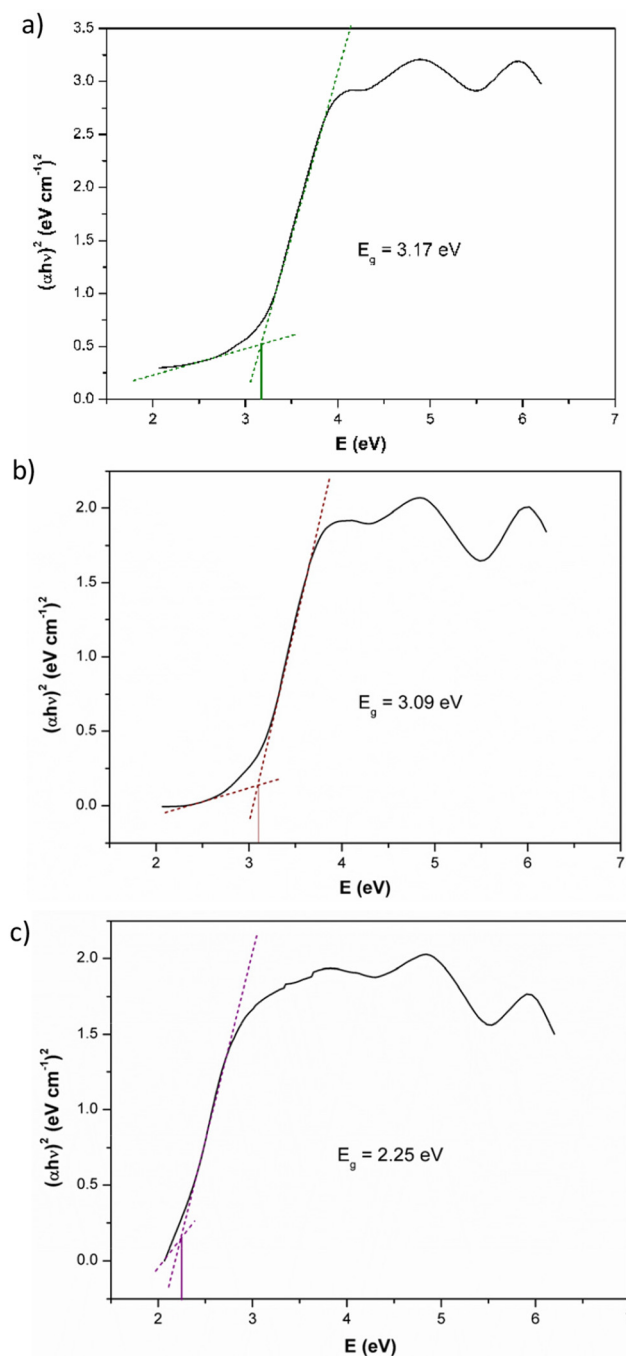 a)
3.5
3.0
2.5
2.0
1.5
1.0
0.5
0.0
(αhν)² (eV cm⁻¹)²
E_g = 3.17 eV
2 3 4 5 6 7
E (eV)
b)
2.0
1.5
1.0
0.5
0.0
(αhν)² (eV cm⁻¹)²
E_g = 3.09 eV
2 3 4 5 6 7
E (eV)
c)
2.0
1.5
1.0
0.5
0.0
(αhν)² (eV cm⁻¹)²
E_g = 2.25 eV
2 3 4 5 6
E (eV)